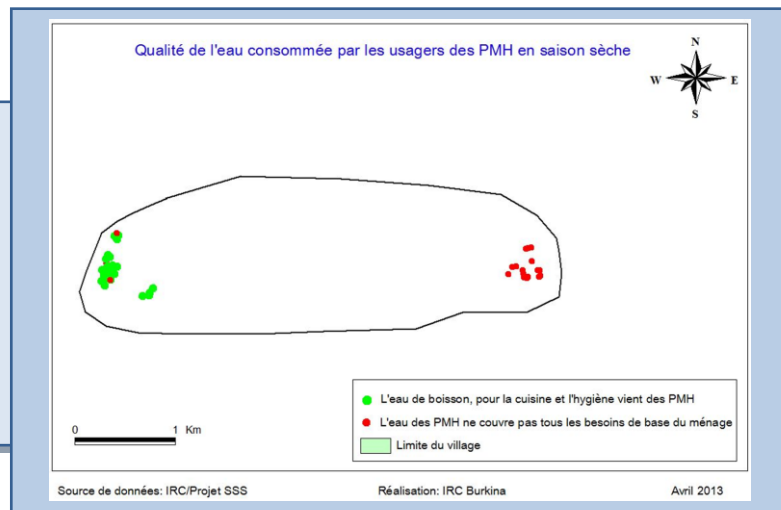 Qualité de l'eau consommée par les usagers des PMH en saison sèche
N
W E
S
L'eau de boisson, pour la cuisine et l'hygiène vient des PMH
L'eau des PMH ne couvre pas tous les besoins de base du ménage
Limite du village
0 1 Km
Source de données: IRC/Projet SSS Réalisation: IRC Burkina Avril 2013